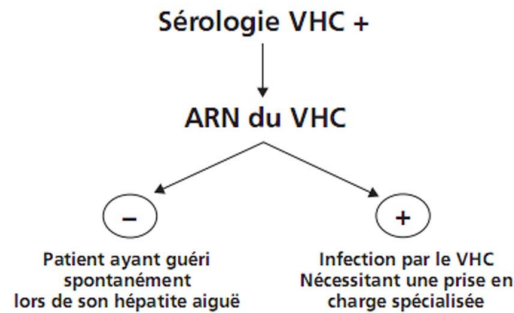 Sérologie VHC +
ARN du VHC
–
+
Patient ayant guéri
spontanément
lors de son hépatite aiguë
Infection par le VHC
Nécessitant une prise en
charge spécialisée